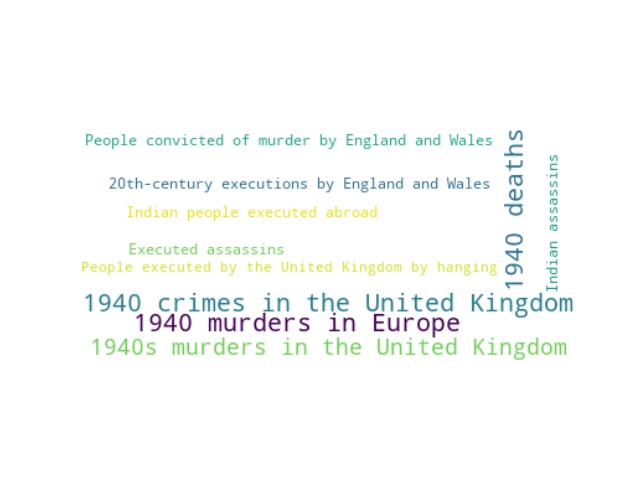 People convicted of murder by England and Wales
20th-century executions by England and Wales
Indian people executed abroad
Executed assassins
People executed by the United Kingdom by hanging
1940 crimes in the United Kingdom
1940 murders in Europe
1940s murders in the United Kingdom
1940 deaths
Indian assassins